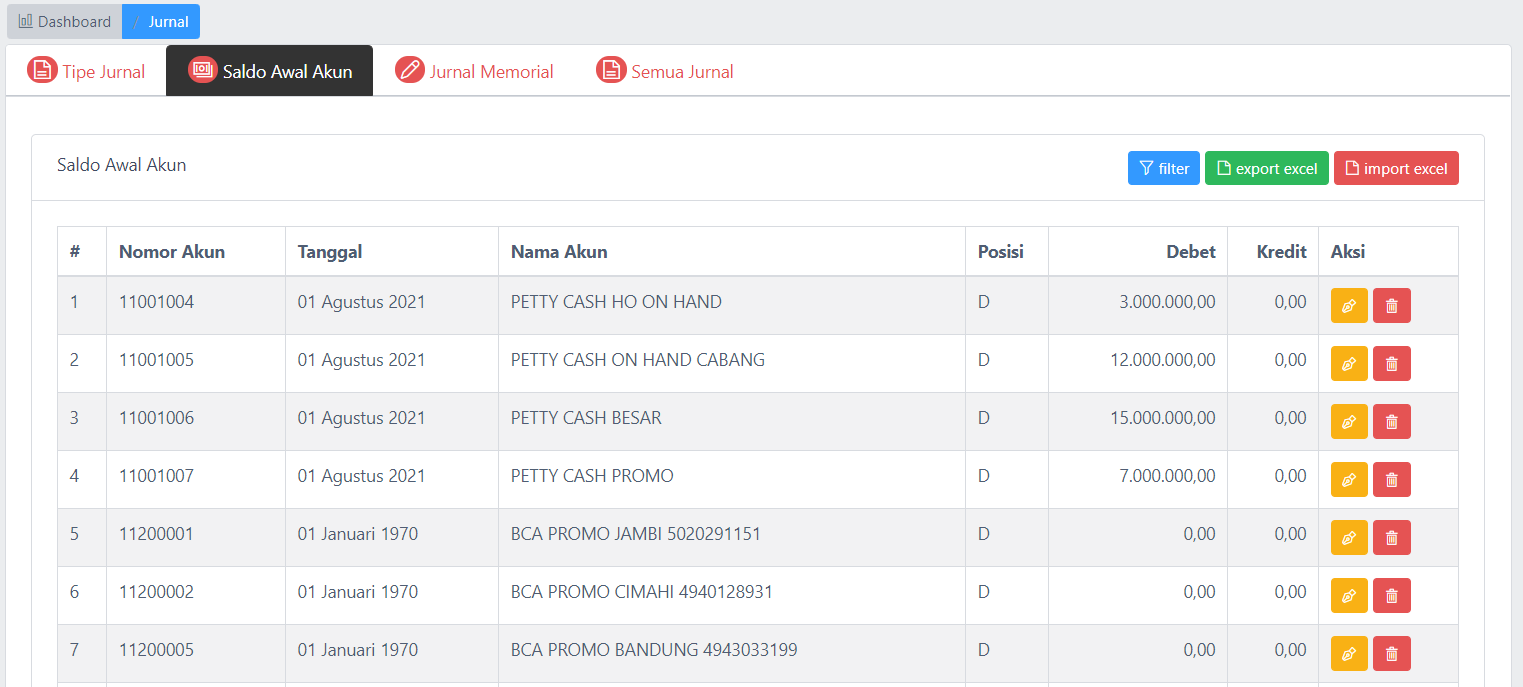 Dashboard / Jurnal
Tipe Jurnal Saldo Awal Akun Jurnal Memorial Semua Jurnal
Saldo Awal Akun filter export excel import excel
# Nomor Akun Tanggal Nama Akun Posisi Debet Kredit Aksi
1 11001004 01 Agustus 2021 PETTY CASH HO ON HAND D 3.000.000,00 0,00
2 11001005 01 Agustus 2021 PETTY CASH ON HAND CABANG D 12.000.000,00 0,00
3 11001006 01 Agustus 2021 PETTY CASH BESAR D 15.000.000,00 0,00
4 11001007 01 Agustus 2021 PETTY CASH PROMO D 7.000.000,00 0,00
5 11200001 01 Januari 1970 BCA PROMO JAMBI 5020291151 D 0,00 0,00
6 11200002 01 Januari 1970 BCA PROMO CIMAHI 4940128931 D 0,00 0,00
7 11200005 01 Januari 1970 BCA PROMO BANDUNG 4943033199 D 0,00 0,00